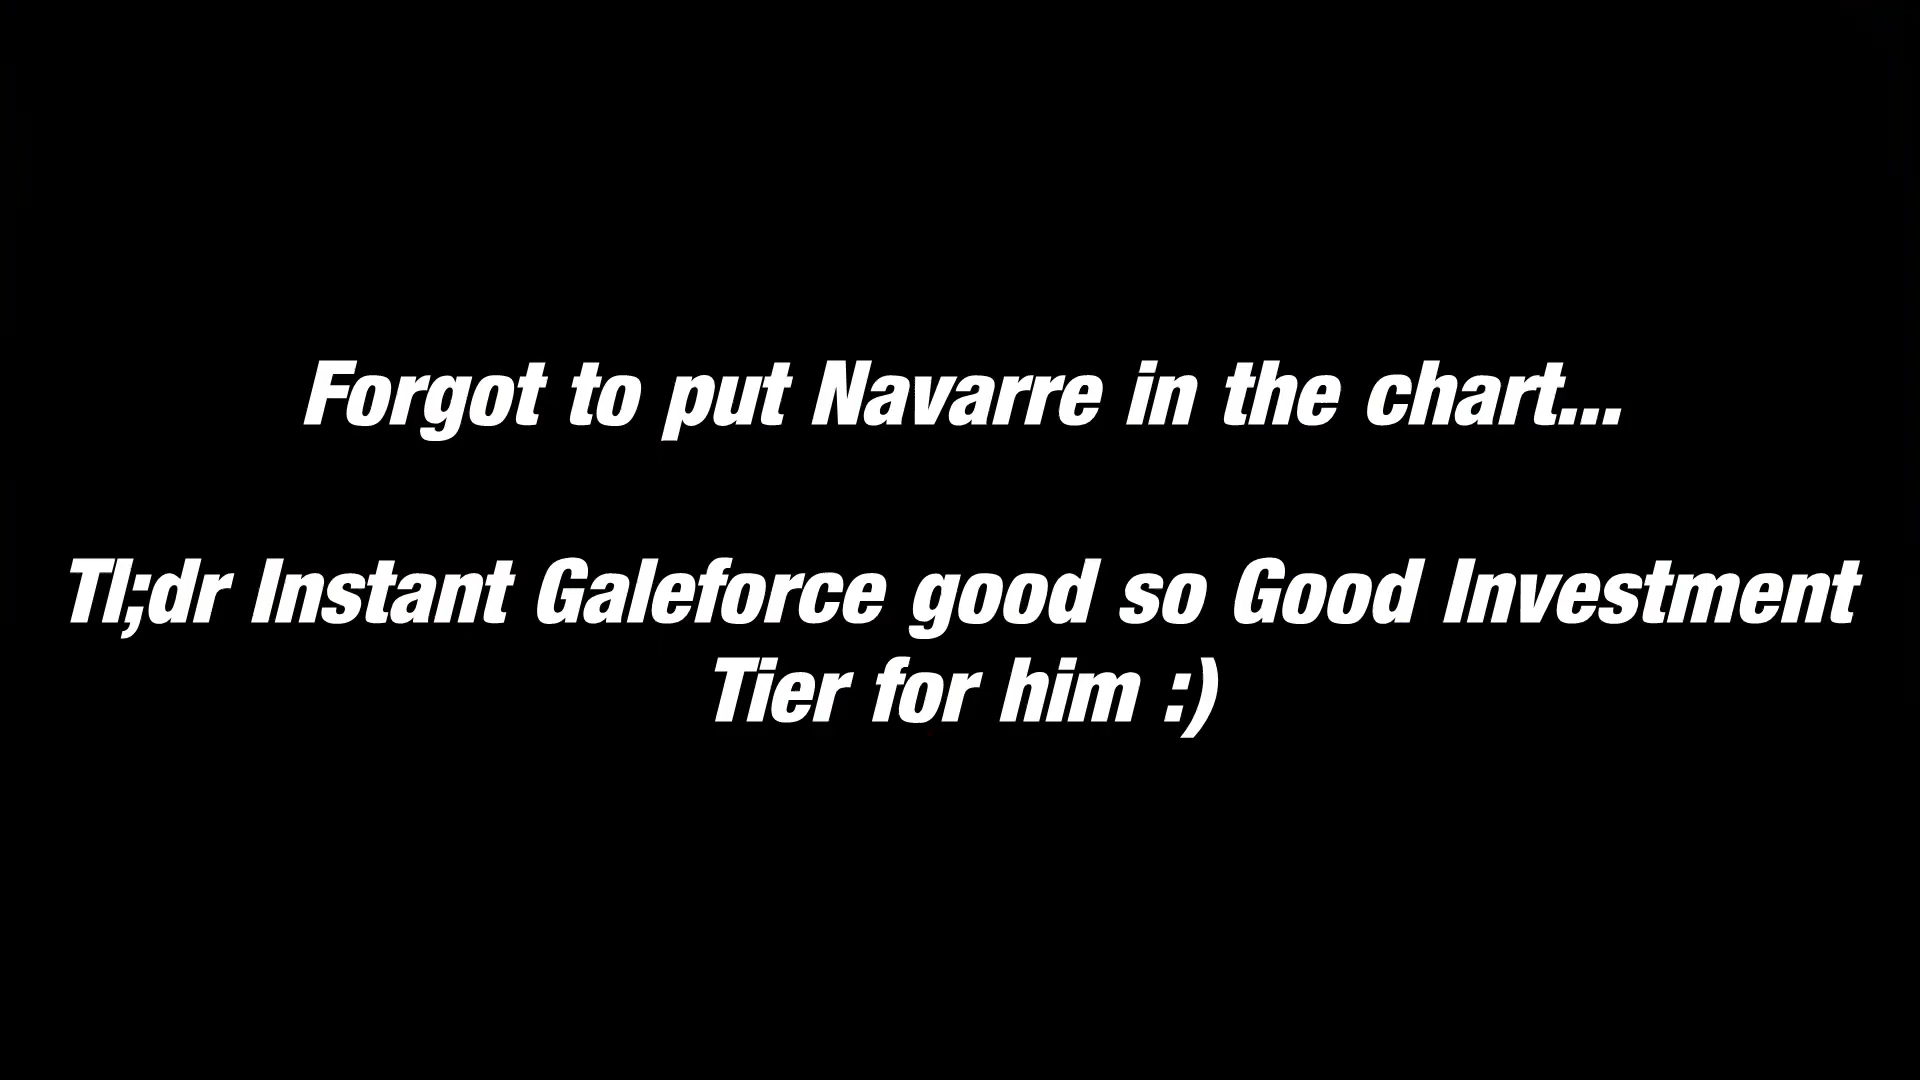 Forgot to put Navarre in the chart...
Tl;dr Instant Galeforce good so Good Investment
Tier for him :)